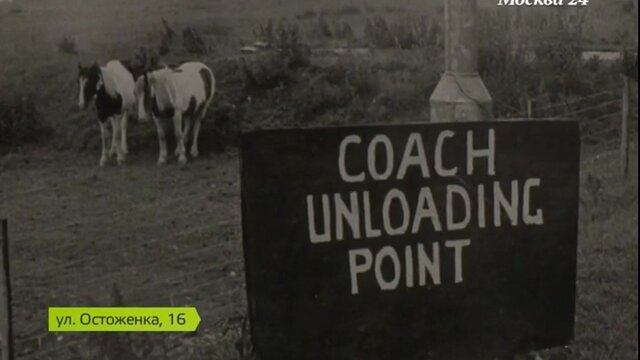 Москва 24
COACH
UNLOADING
POINT
ул. Остоженка, 16